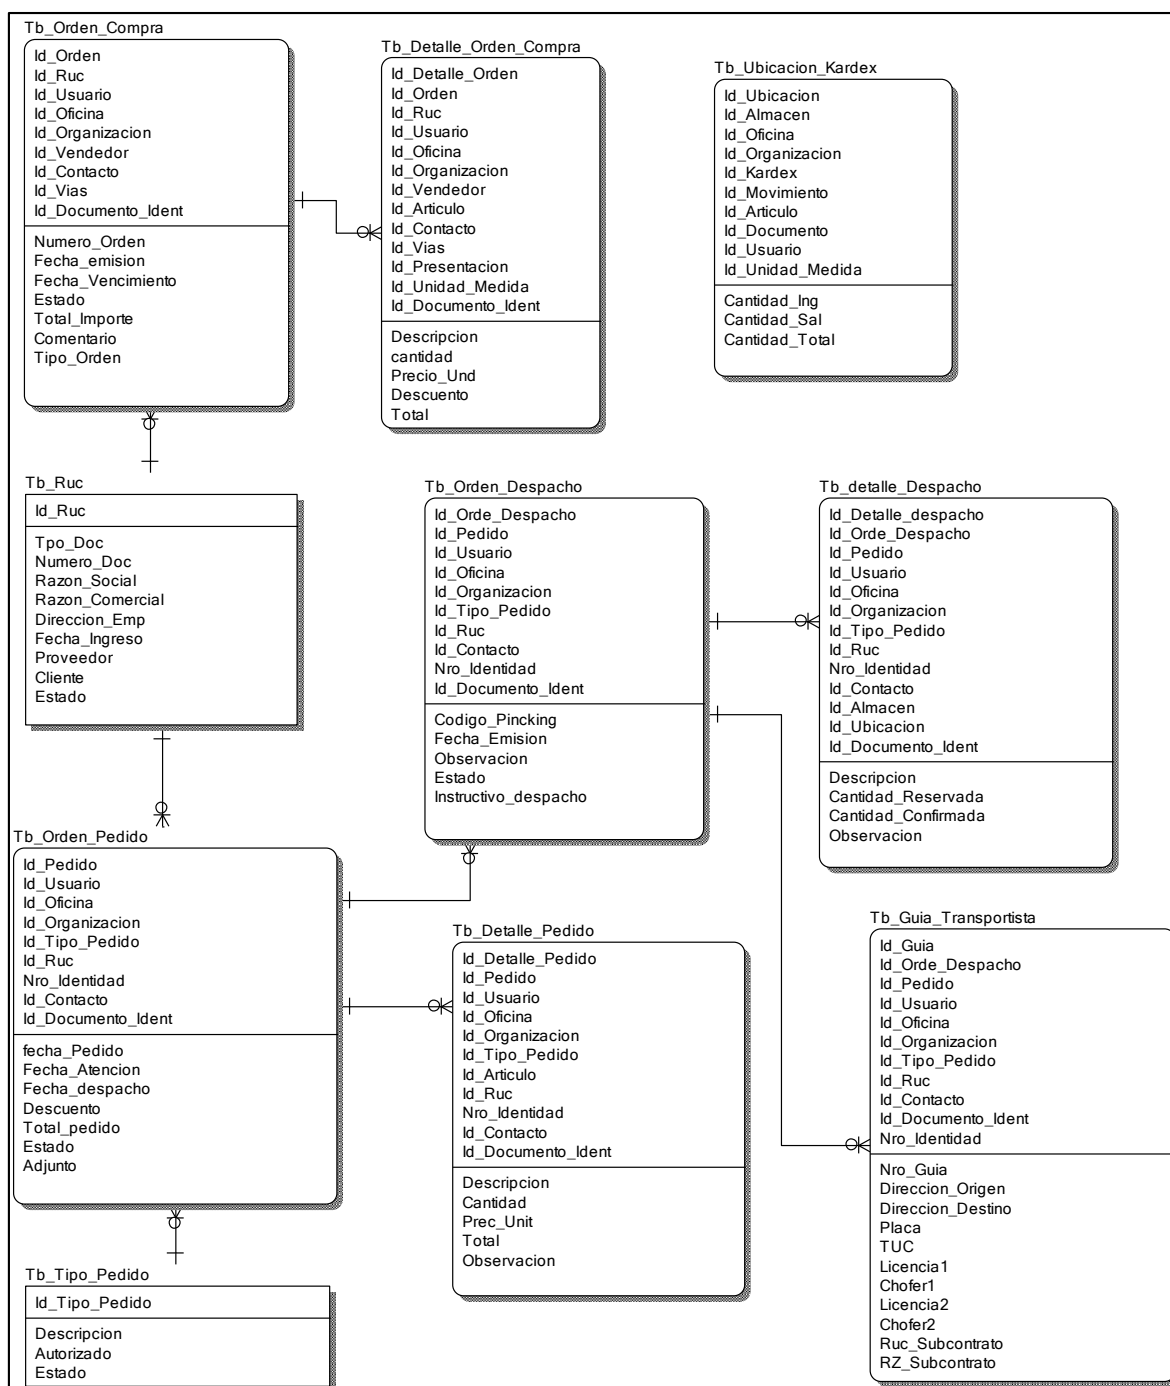 Tb_Orden_Compra
Id_Orden
Id_Ruc
Id_Usuario
Id_Oficina
Id_Organizacion
Id_Vendedor
Id_Contacto
Id_Vias
Id_Documento_Ident
Numero_Orden
Fecha_emision
Fecha_Vencimiento
Estado
Total_Importe
Comentario
Tipo_Orden
Tb_Detalle_Orden_Compra
Id_Detalle_Orden
Id_Orden
Id_Ruc
Id_Usuario
Id_Oficina
Id_Organizacion
Id_Vendedor
Id_Articulo
Id_Contacto
Id_Vias
Id_Presentacion
Id_Unidad_Medida
Id_Documento_Ident
Descripcion
cantidad
Precio_Und
Descuento
Total
Tb_Ubicacion_Kardex
Id_Ubicacion
Id_Almacen
Id_Oficina
Id_Organizacion
Id_Kardex
Id_Movimiento
Id_Articulo
Id_Documento
Id_Usuario
Id_Unidad_Medida
Cantidad_Ing
Cantidad_Sal
Cantidad_Total
Tb_Ruc
Id_Ruc
Tpo_Doc
Numero_Doc
Razon_Social
Razon_Comercial
Direccion_Emp
Fecha_Ingreso
Proveedor
Cliente
Estado
Tb_Orden_Despacho
Id_Orde_Despacho
Id_Pedido
Id_Usuario
Id_Oficina
Id_Organizacion
Id_Tipo_Pedido
Id_Ruc
Id_Contacto
Nro_Identidad
Id_Documento_Ident
Codigo_Pincking
Fecha_Emision
Observacion
Estado
Instructivo_despacho
Tb_detalle_Despacho
Id_Detalle_despacho
Id_Orde_Despacho
Id_Pedido
Id_Usuario
Id_Oficina
Id_Organizacion
Id_Tipo_Pedido
Id_Ruc
Nro_Identidad
Id_Contacto
Id_Almacen
Id_Ubicacion
Id_Documento_Ident
Descripcion
Cantidad_Reservada
Cantidad_Confirmada
Observacion
Tb_Orden_Pedido
Id_Pedido
Id_Usuario
Id_Oficina
Id_Organizacion
Id_Tipo_Pedido
Id_Ruc
Nro_Identidad
Id_Contacto
Id_Documento_Ident
fecha_Pedido
Fecha_Atencion
Fecha_despacho
Descuento
Total_pedido
Estado
Adjunto
Tb_Detalle_Pedido
Id_Detalle_Pedido
Id_Pedido
Id_Usuario
Id_Oficina
Id_Organizacion
Id_Tipo_Pedido
Id_Articulo
Id_Ruc
Nro_Identidad
Id_Contacto
Id_Documento_Ident
Descripcion
Cantidad
Prec_Unit
Total
Observacion
Tb_Guia_Transportista
Id_Guia
Id_Orde_Despacho
Id_Pedido
Id_Usuario
Id_Oficina
Id_Organizacion
Id_Tipo_Pedido
Id_Ruc
Id_Contacto
Id_Documento_Ident
Nro_Identidad
Nro_Guia
Direccion_Origen
Direccion_Destino
Placa
TUC
Licencia1
Chofer1
Licencia2
Chofer2
Ruc_Subcontrato
RZ_Subcontrato
Tb_Tipo_Pedido
Id_Tipo_Pedido
Descripcion
Autorizado
Estado